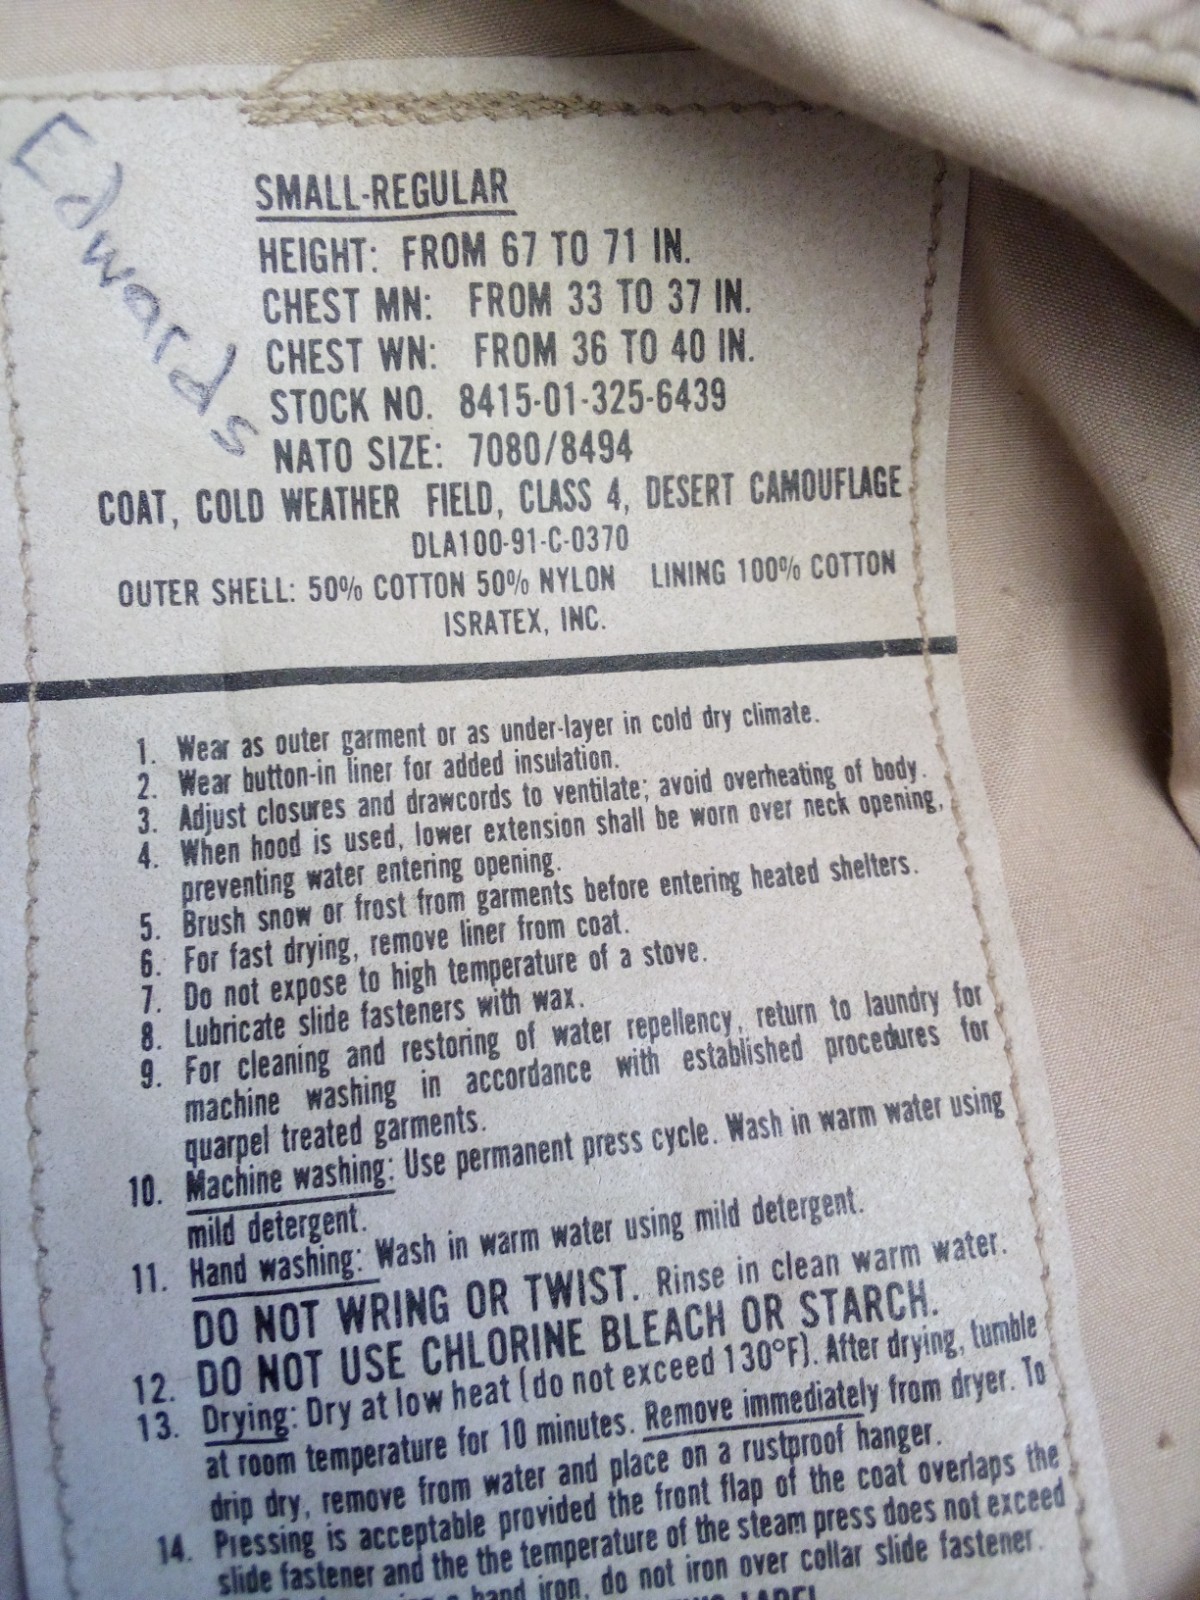 Edwards
SMALL-REGULAR
HEIGHT: FROM 67 TO 71 IN.
CHEST MN: FROM 33 TO 37 IN.
CHEST WN: FROM 36 TO 40 IN.
STOCK NO. 8415-01-325-6439
NATO SIZE: 7080/8494
COAT, COLD WEATHER FIELD, CLASS 4, DESERT CAMOUFLAGE
DLA100-91-C-0370
OUTER SHELL: 50% COTTON 50% NYLON LINING 100% COTTON
ISRATEX, INC.
1. Wear as outer garment or as under-layer in cold dry climate.
2. Wear button-in liner for added insulation.
3. Adjust closures and drawcords to ventilate; avoid overheating of body.
4. When hood is used, lower extension shall be worn over neck opening,
preventing water entering opening.
5. Brush snow or frost from garments before entering heated shelters.
6. For fast drying, remove liner from coat.
7. Do not expose to high temperature of a stove.
8. Lubricate slide fasteners with wax.
9. For cleaning and restoring of water repellency, return to laundry for
machine washing in accordance with established procedures for
quarpel treated garments.
10. Machine washing: Use permanent press cycle. Wash in warm water using
mild detergent.
11. Hand washing: Wash in warm water using mild detergent.
DO NOT WRING OR TWIST. Rinse in clean warm water.
12. DO NOT USE CHLORINE BLEACH OR STARCH.
13. Drying: Dry at low heat (do not exceed 130°F). After drying, tumble
at room temperature for 10 minutes. Remove immediately from dryer. To
drip dry, remove from water and place on a rustproof hanger.
14. Pressing is acceptable provided the front flap of the coat overlaps the
slide fastener and the the temperature of the steam press does not exceed
hand iron, do not iron over collar slide fastener.
LABEL